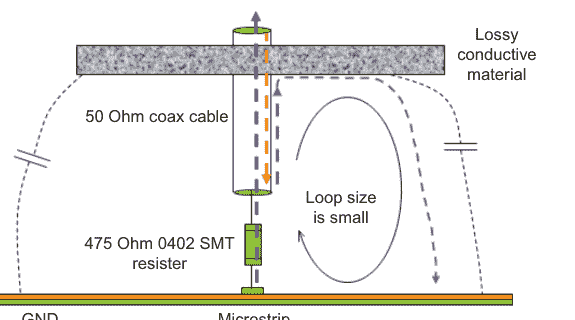 Lossy
conductive
material
50 Ohm coax cable
Loop size
is small
475 Ohm 0402 SMT
resister
GND
Microstrip